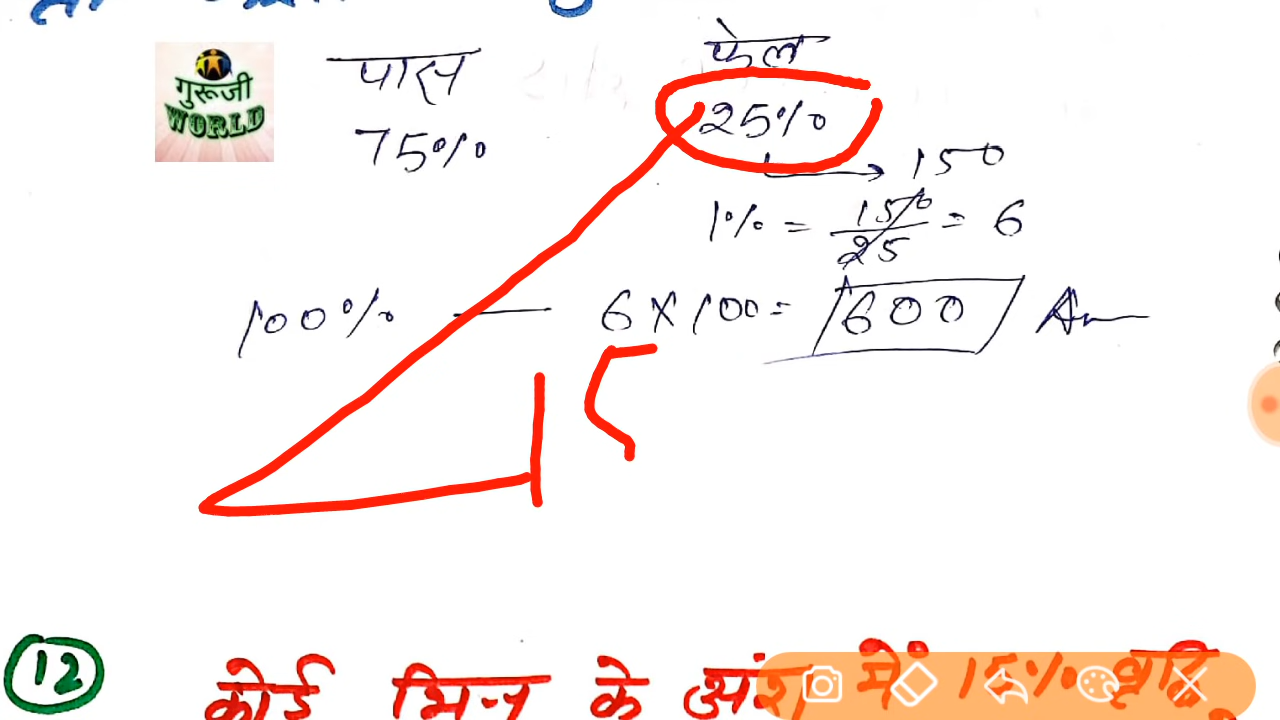 पास फेल
गुरूजी
WORLD
75% 25%
→ 150
1% = 150/25 = 6
100% — 6 × 100 = 600 Ans
15
12 कोई भिन्न के अंश में 15% वृद्धि